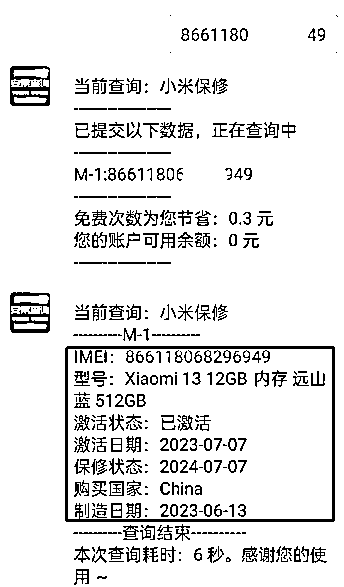 8661180 49
当前查询：小米保修
----------------------
已提交以下数据，正在查询中
----------------------
M-1:86611806 949
----------------------
免费次数为您节省：0.3 元
您的账户可用余额：0 元
----------------------
当前查询：小米保修
-----------M-1-----------
IMEI：866118068296949
型号：Xiaomi 13 12GB 内存 远山
蓝 512GB
激活状态：已激活
激活日期：2023-07-07
保修状态：2024-07-07
购买国家：China
制造日期：2023-06-13
-----------查询结束-----------
本次查询耗时：6 秒。感谢您的使
用 ~